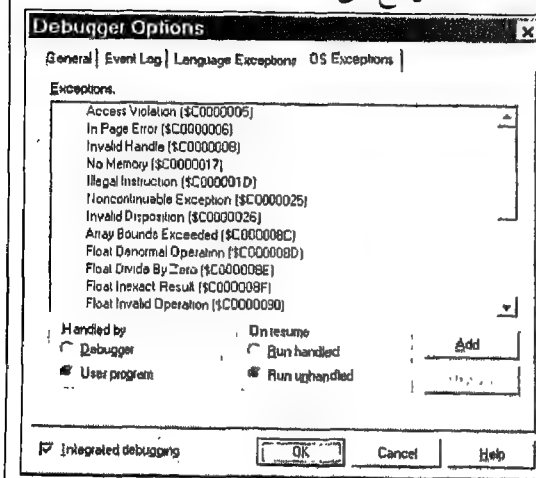 Debugger Options
General | Event Log | Language Exceptions OS Exceptions |
Exceptions.
Access Violation ($C0000005)
In Page Error ($C0000006)
Invalid Handle ($C0000008)
No Memory ($C0000017)
Illegal Instruction ($C000001D)
Noncontinuable Exception ($C0000025)
Invalid Disposition ($C0000026)
Array Bounds Exceeded ($C000008C)
Float Denormal Operation ($C000008D)
Float Divide By Zero ($C000008E)
Float Inexact Result ($C000008F)
Float Invalid Operation ($C0000090)
Handled by
Debugger
User program
On resume
Run handled
Run unhandled
Add
Integrated debugging
OK
Cancel
Help